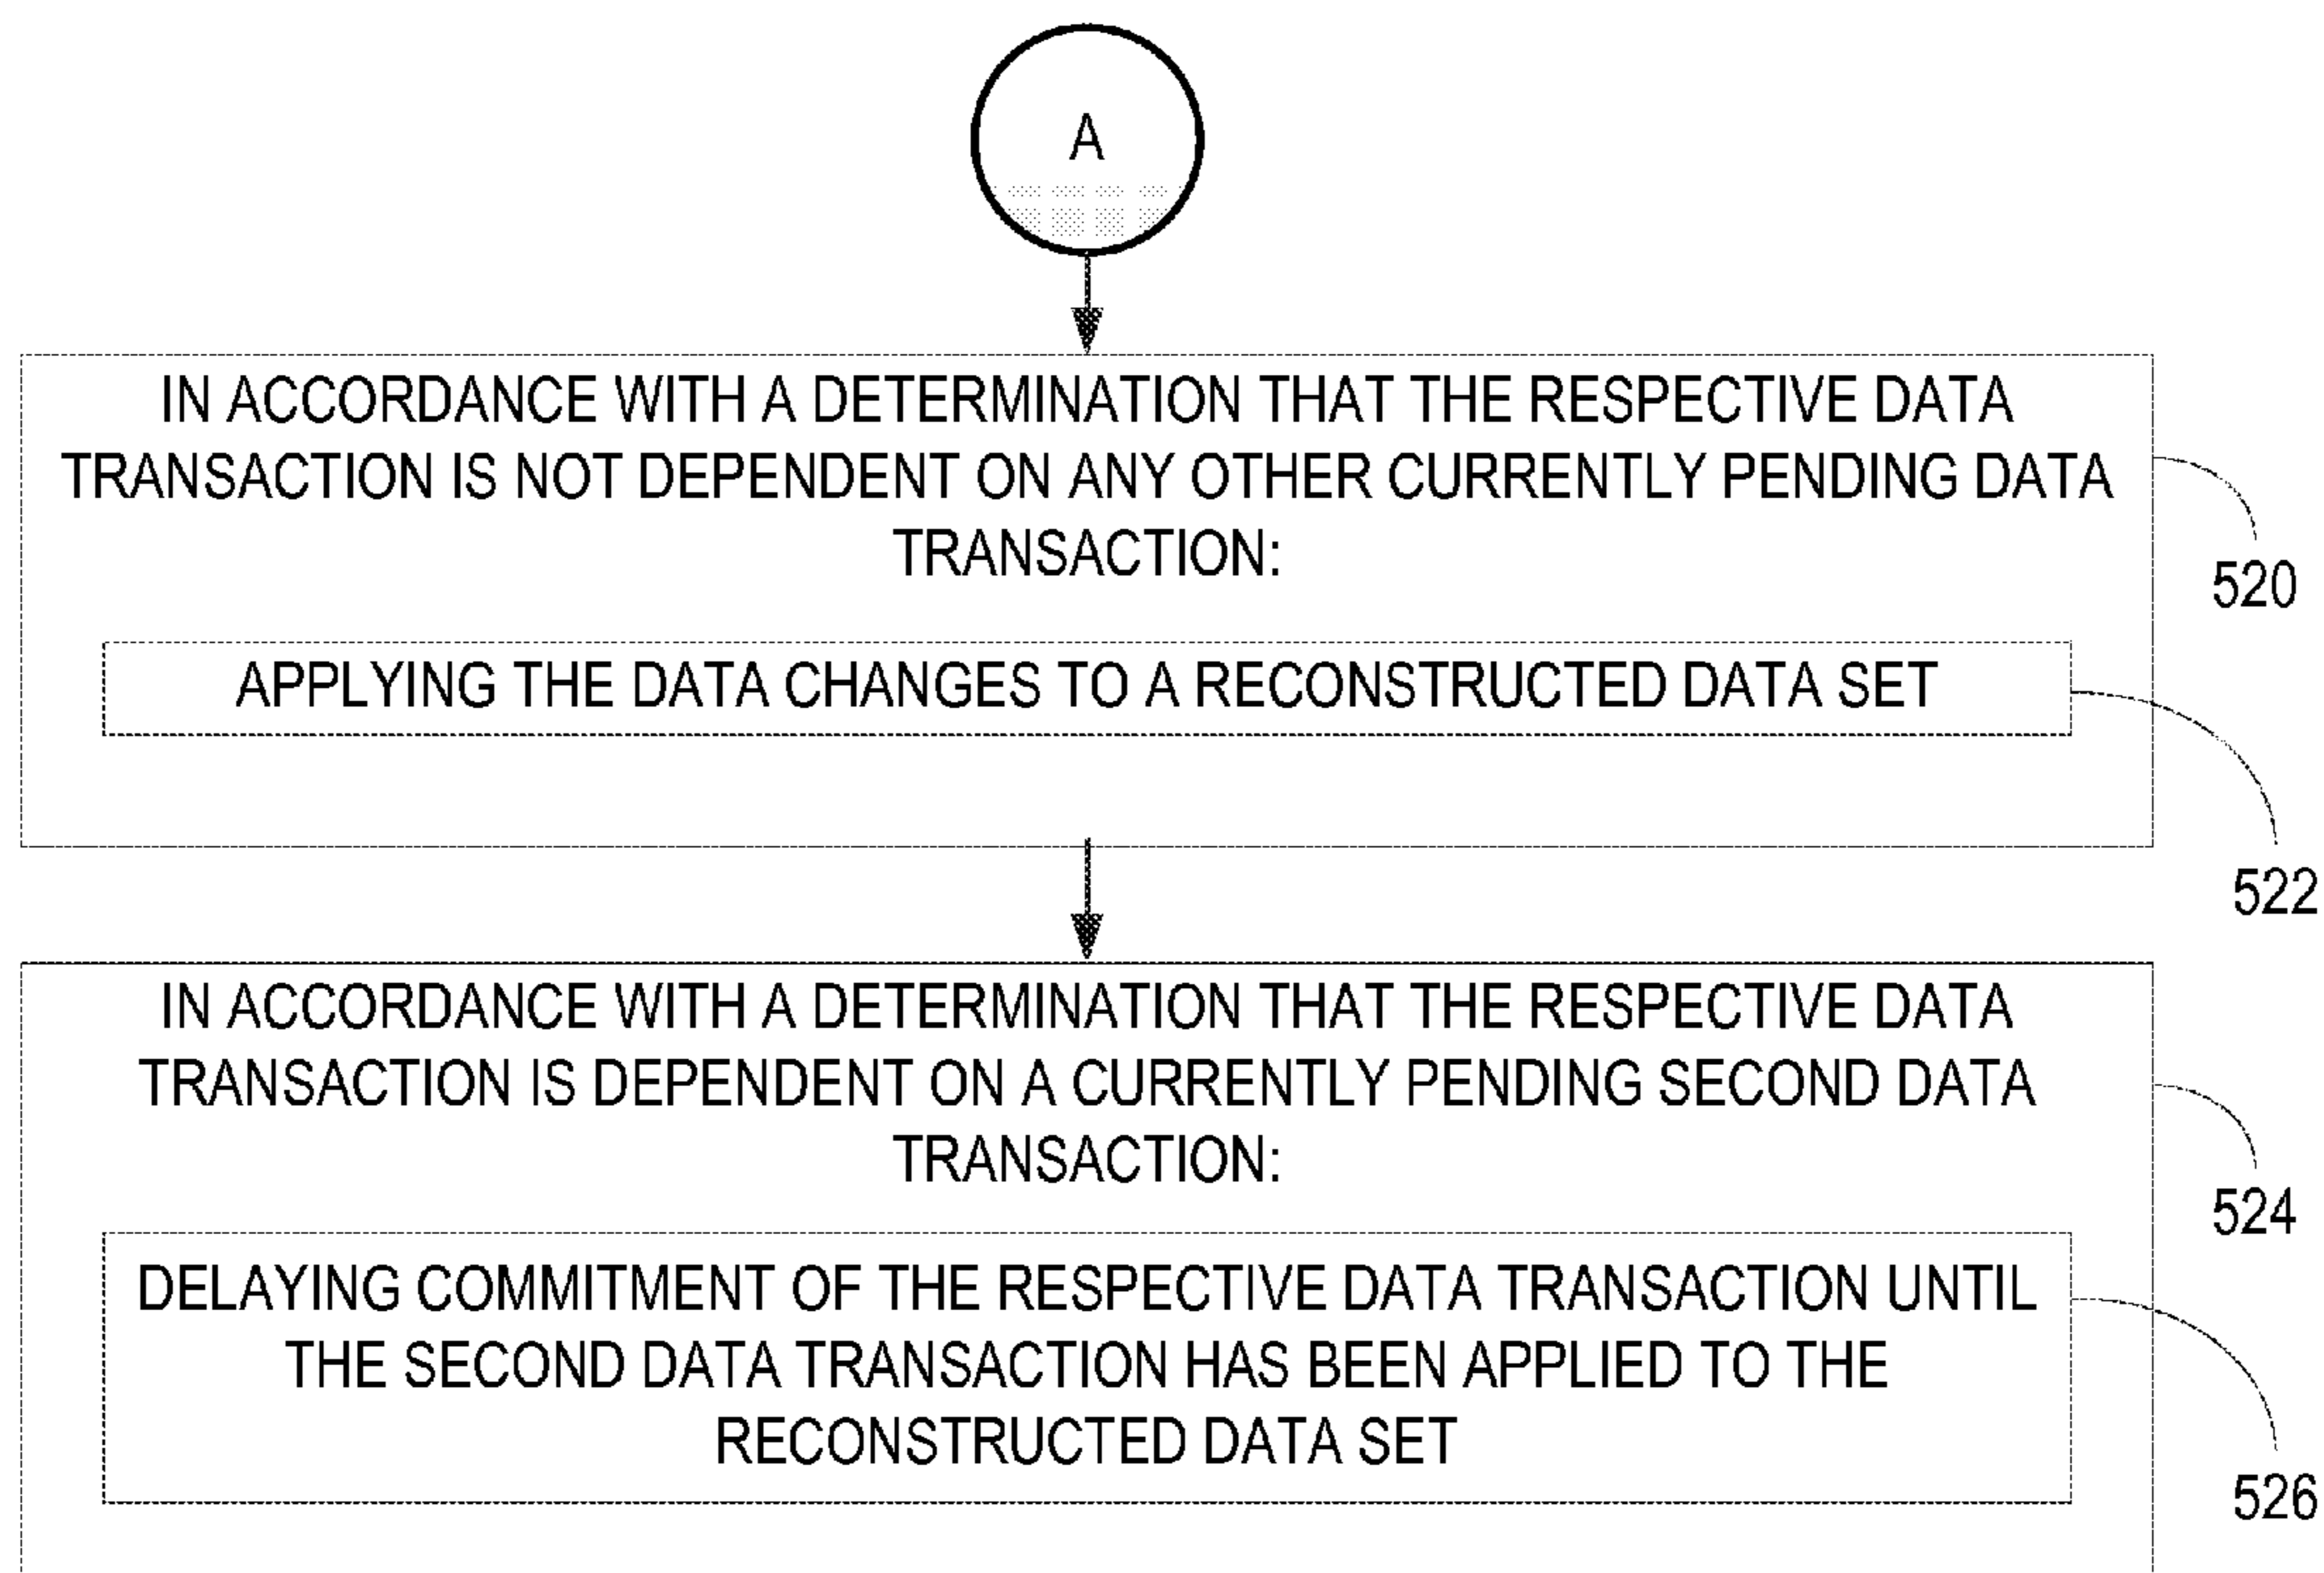 A
IN ACCORDANCE WITH A DETERMINATION THAT THE RESPECTIVE DATA
TRANSACTION IS NOT DEPENDENT ON ANY OTHER CURRENTLY PENDING DATA
TRANSACTION:
520
APPLYING THE DATA CHANGES TO A RECONSTRUCTED DATA SET
522
IN ACCORDANCE WITH A DETERMINATION THAT THE RESPECTIVE DATA
TRANSACTION IS DEPENDENT ON A CURRENTLY PENDING SECOND DATA
TRANSACTION:
524
DELAYING COMMITMENT OF THE RESPECTIVE DATA TRANSACTION UNTIL
THE SECOND DATA TRANSACTION HAS BEEN APPLIED TO THE
RECONSTRUCTED DATA SET
526